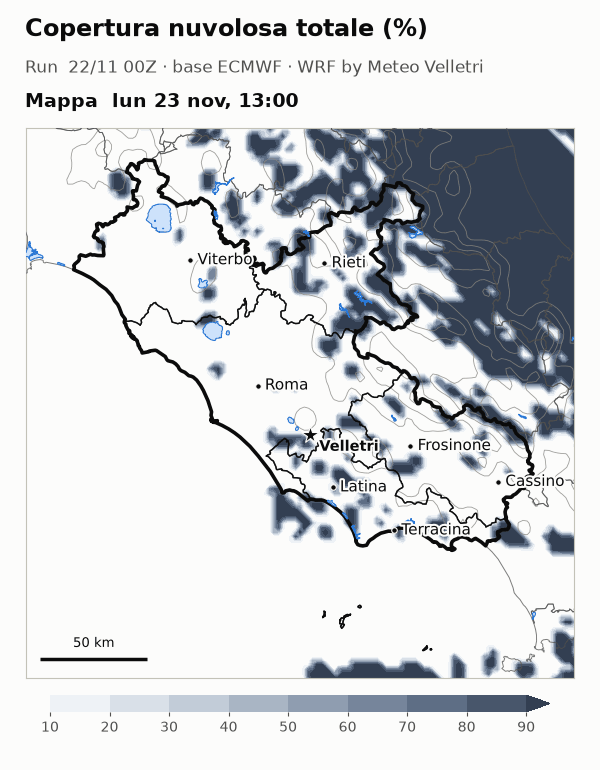 Copertura nuvolosa totale (%)
Run 22/11 00Z · base ECMWF · WRF by Meteo Velletri
Mappa lun 23 nov, 13:00
Viterbo
Rieti
Roma
Velletri
Frosinone
Latina
Cassino
Terracina
50 km
10 20 30 40 50 60 70 80 90